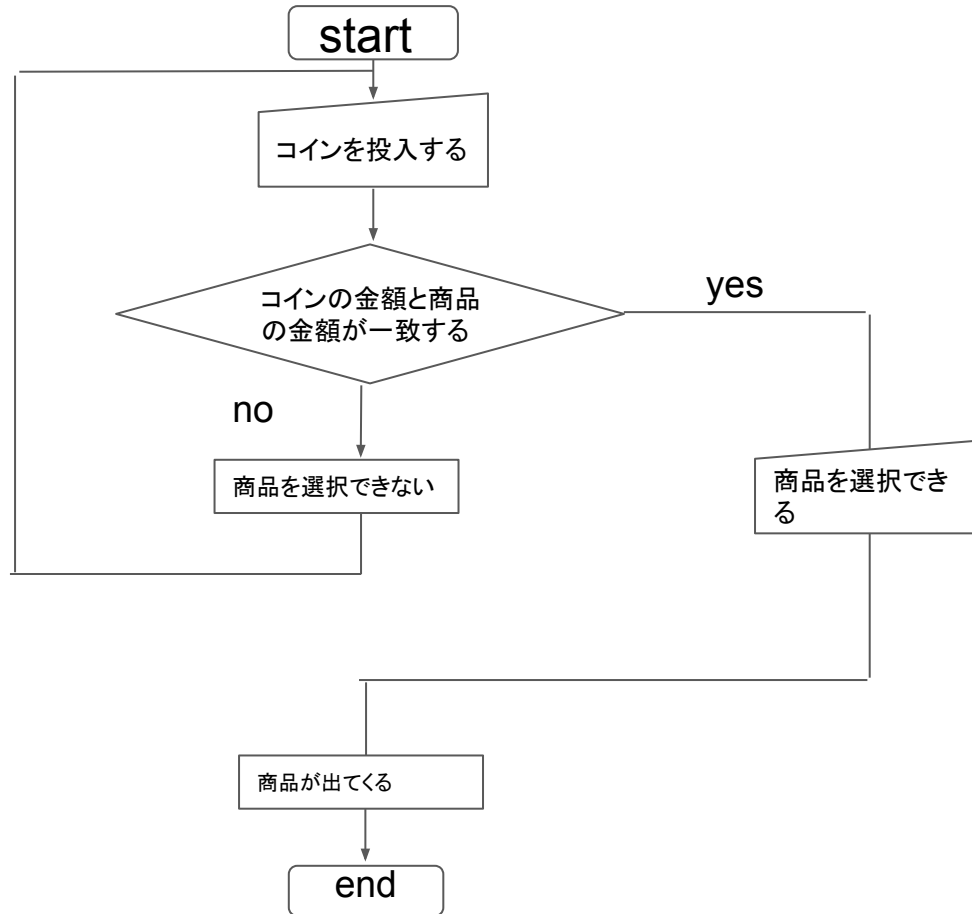 start
コインを投入する
コインの金額と商品
の金額が一致する
yes
no
商品を選択できない
商品を選択でき
る
商品が出てくる
end